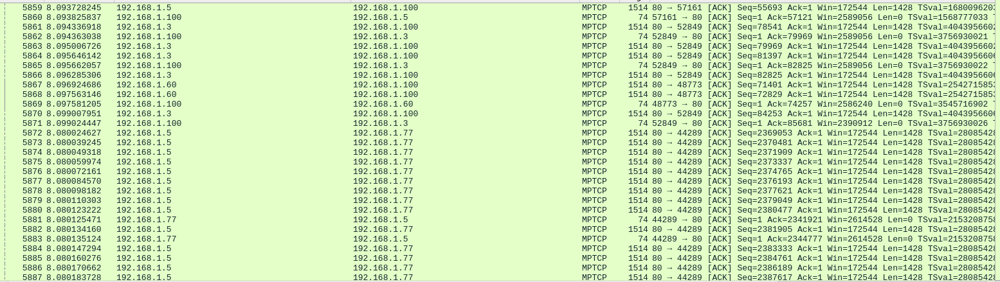 5859 8.093728245 192.168.1.5 192.168.1.100 MPTCP 1514 80 → 57161 [ACK] Seq=55693 Ack=1 Win=172544 Len=1428 TSval=1680096203
5860 8.093825837 192.168.1.100 192.168.1.5 MPTCP 74 57161 → 80 [ACK] Seq=1 Ack=57121 Win=2589056 Len=0 TSval=1568777033
5861 8.094336918 192.168.1.3 192.168.1.100 MPTCP 1514 80 → 52849 [ACK] Seq=78541 Ack=1 Win=172544 Len=1428 TSval=4043956602
5862 8.094363038 192.168.1.100 192.168.1.3 MPTCP 74 52849 → 80 [ACK] Seq=1 Ack=79969 Win=2589056 Len=0 TSval=3756930021
5863 8.095006726 192.168.1.3 192.168.1.100 MPTCP 1514 80 → 52849 [ACK] Seq=79969 Ack=1 Win=172544 Len=1428 TSval=4043956602
5864 8.095646142 192.168.1.3 192.168.1.100 MPTCP 1514 80 → 52849 [ACK] Seq=81397 Ack=1 Win=172544 Len=1428 TSval=4043956606
5865 8.095662057 192.168.1.100 192.168.1.3 MPTCP 74 52849 → 80 [ACK] Seq=1 Ack=82825 Win=2589056 Len=0 TSval=3756930022
5866 8.096285306 192.168.1.3 192.168.1.100 MPTCP 1514 80 → 52849 [ACK] Seq=82825 Ack=1 Win=172544 Len=1428 TSval=4043956606
5867 8.096924686 192.168.1.60 192.168.1.100 MPTCP 1514 80 → 48773 [ACK] Seq=71401 Ack=1 Win=172544 Len=1428 TSval=2542715853
5868 8.097563146 192.168.1.60 192.168.1.100 MPTCP 1514 80 → 48773 [ACK] Seq=72829 Ack=1 Win=172544 Len=1428 TSval=2542715853
5869 8.097581205 192.168.1.100 192.168.1.60 MPTCP 74 48773 → 80 [ACK] Seq=1 Ack=74257 Win=2586240 Len=0 TSval=3545716902
5870 8.099007951 192.168.1.3 192.168.1.100 MPTCP 1514 80 → 52849 [ACK] Seq=84253 Ack=1 Win=172544 Len=1428 TSval=4043956606
5871 8.099024447 192.168.1.100 192.168.1.3 MPTCP 74 52849 → 80 [ACK] Seq=1 Ack=85681 Win=2390912 Len=0 TSval=3756930026
5872 8.080024627 192.168.1.5 192.168.1.77 MPTCP 1514 80 → 44289 [ACK] Seq=2369053 Ack=1 Win=172544 Len=1428 TSval=28085428
5873 8.080039245 192.168.1.5 192.168.1.77 MPTCP 1514 80 → 44289 [ACK] Seq=2370481 Ack=1 Win=172544 Len=1428 TSval=28085428
5874 8.080049318 192.168.1.5 192.168.1.77 MPTCP 1514 80 → 44289 [ACK] Seq=2371909 Ack=1 Win=172544 Len=1428 TSval=28085428
5875 8.080059974 192.168.1.5 192.168.1.77 MPTCP 1514 80 → 44289 [ACK] Seq=2373337 Ack=1 Win=172544 Len=1428 TSval=28085428
5876 8.080072161 192.168.1.5 192.168.1.77 MPTCP 1514 80 → 44289 [ACK] Seq=2374765 Ack=1 Win=172544 Len=1428 TSval=28085428
5877 8.080084570 192.168.1.5 192.168.1.77 MPTCP 1514 80 → 44289 [ACK] Seq=2376193 Ack=1 Win=172544 Len=1428 TSval=28085428
5878 8.080098182 192.168.1.5 192.168.1.77 MPTCP 1514 80 → 44289 [ACK] Seq=2377621 Ack=1 Win=172544 Len=1428 TSval=28085428
5879 8.080110303 192.168.1.5 192.168.1.77 MPTCP 1514 80 → 44289 [ACK] Seq=2379049 Ack=1 Win=172544 Len=1428 TSval=28085428
5880 8.080123222 192.168.1.5 192.168.1.77 MPTCP 1514 80 → 44289 [ACK] Seq=2380477 Ack=1 Win=172544 Len=1428 TSval=28085428
5881 8.080125471 192.168.1.77 192.168.1.5 MPTCP 74 44289 → 80 [ACK] Seq=1 Ack=2341921 Win=2614528 Len=0 TSval=2153208758
5882 8.080134160 192.168.1.5 192.168.1.77 MPTCP 1514 80 → 44289 [ACK] Seq=2381905 Ack=1 Win=172544 Len=1428 TSval=28085428
5883 8.080135124 192.168.1.77 192.168.1.5 MPTCP 74 44289 → 80 [ACK] Seq=1 Ack=2344777 Win=2614528 Len=0 TSval=2153208758
5884 8.080147294 192.168.1.5 192.168.1.77 MPTCP 1514 80 → 44289 [ACK] Seq=2383333 Ack=1 Win=172544 Len=1428 TSval=28085428
5885 8.080160276 192.168.1.5 192.168.1.77 MPTCP 1514 80 → 44289 [ACK] Seq=2384761 Ack=1 Win=172544 Len=1428 TSval=28085428
5886 8.080170662 192.168.1.5 192.168.1.77 MPTCP 1514 80 → 44289 [ACK] Seq=2386189 Ack=1 Win=172544 Len=1428 TSval=28085428
5887 8.080183728 192.168.1.5 192.168.1.77 MPTCP 1514 80 → 44289 [ACK] Seq=2387617 Ack=1 Win=172544 Len=1428 TSval=28085428